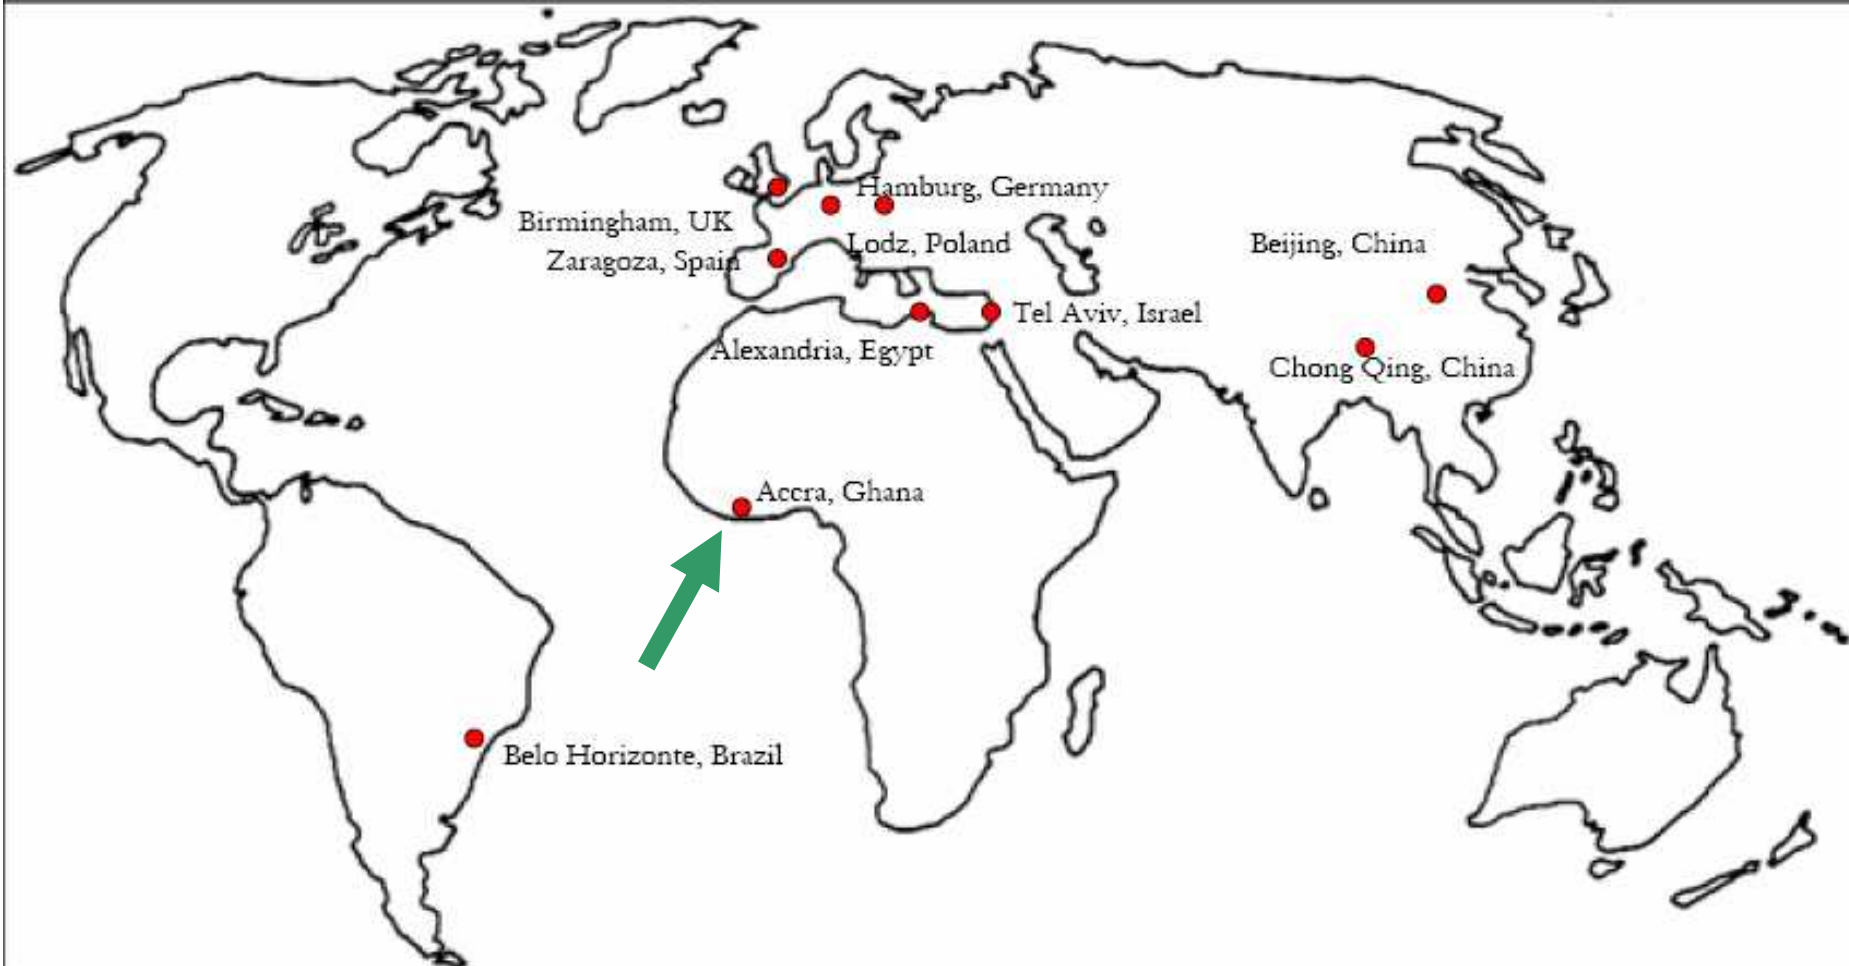 Hamburg, Germany
Birmingham, UK
Lodz, Poland
Beijing, China
Zaragoza, Spain
Tel Aviv, Israel
Alexandria, Egypt
Chong Qing, China
Accra, Ghana
Belo Horizonte, Brazil